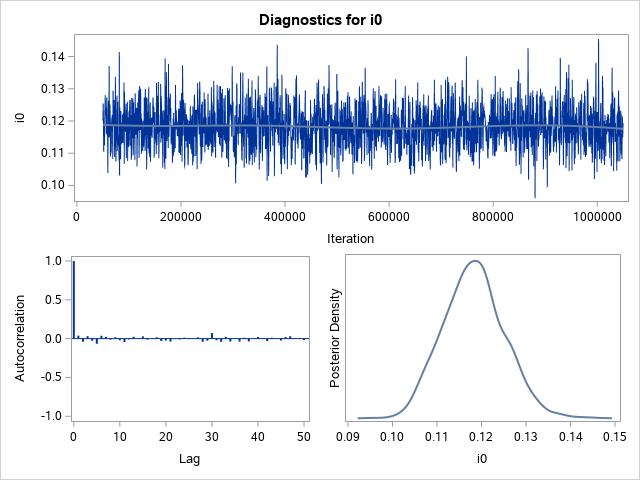 Diagnostics for i0
i0
0.14
0.13
0.12
0.11
0.10
0 200000 400000 600000 800000 1000000
Iteration
Autocorrelation
1.0
0.5
0.0
-0.5
-1.0
0 10 20 30 40 50
Lag
Posterior Density
0.09 0.10 0.11 0.12 0.13 0.14 0.15
i0